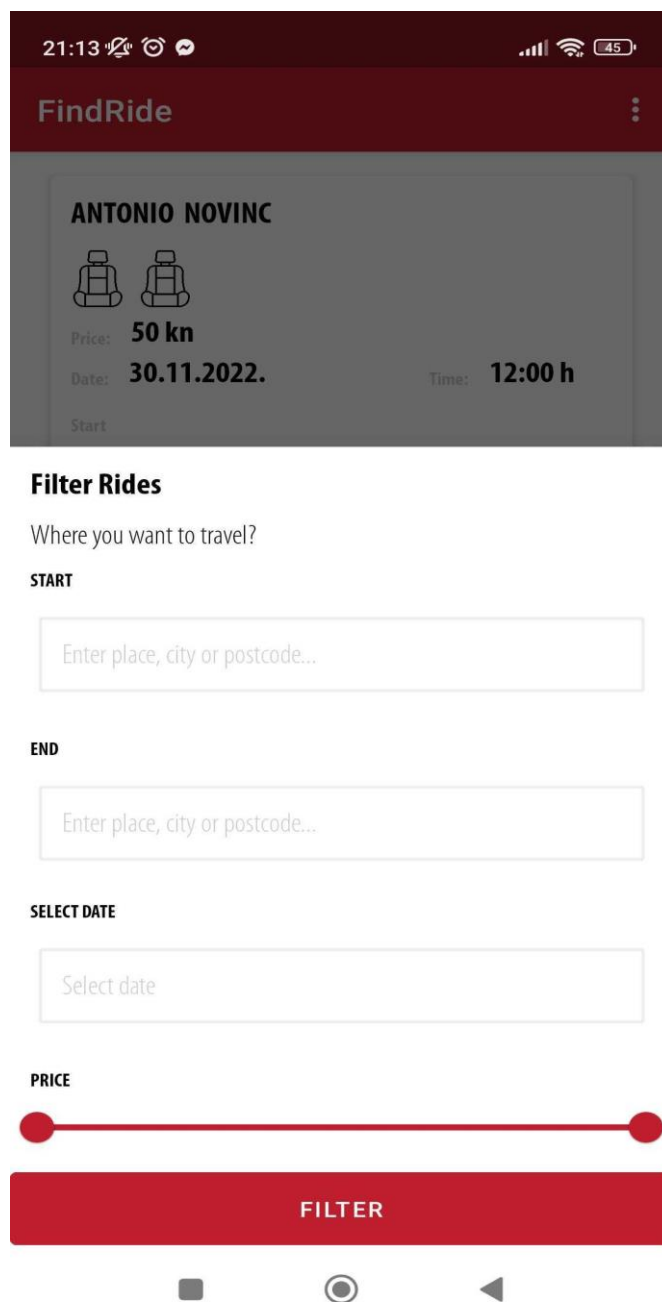 21:13
45
FindRide
ANTONIO NOVINC
Price: 50 kn
Date: 30.11.2022. Time: 12:00 h
Start
Filter Rides
Where you want to travel?
START
Enter place, city or postcode...
END
Enter place, city or postcode...
SELECT DATE
Select date
PRICE
FILTER